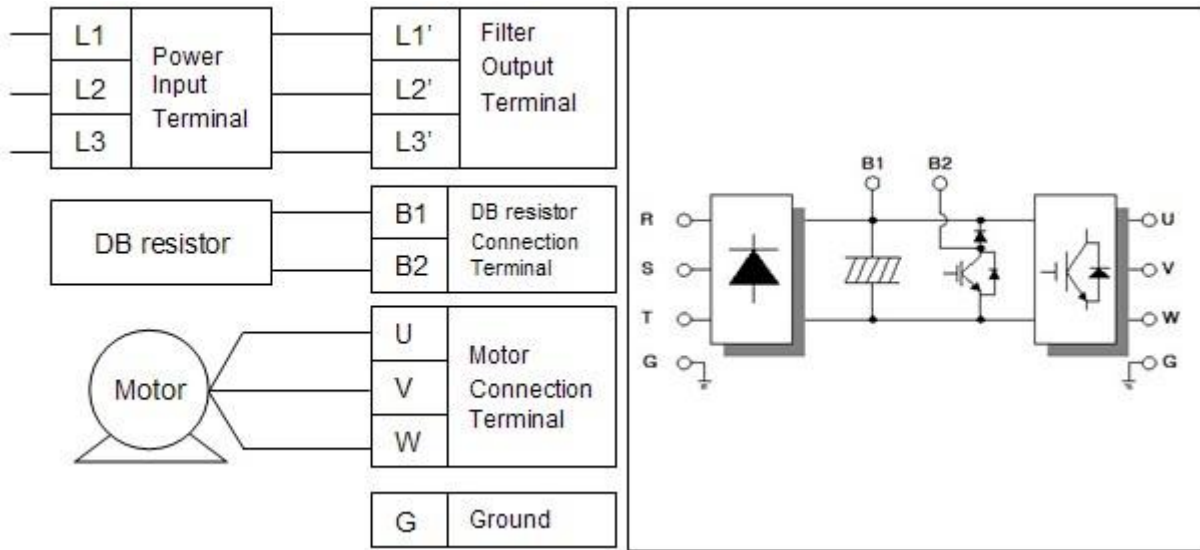 L1
L2
L3
Power
Input
Terminal
L1’
L2’
L3’
Filter
Output
Terminal
DB resistor
B1
B2
DB resistor
Connection
Terminal
Motor
U
V
W
Motor
Connection
Terminal
G
Ground
B1
B2
R
S
T
G
U
V
W
G